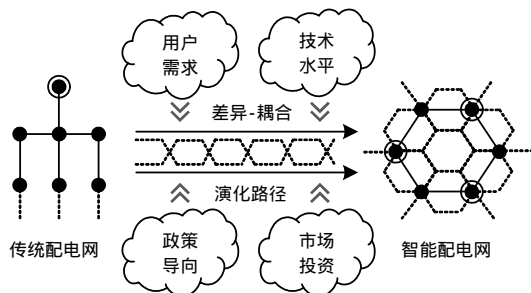 用户
需求
技术
水平
差异-耦合
演化路径
传统配电网
政策
导向
市场
投资
智能配电网